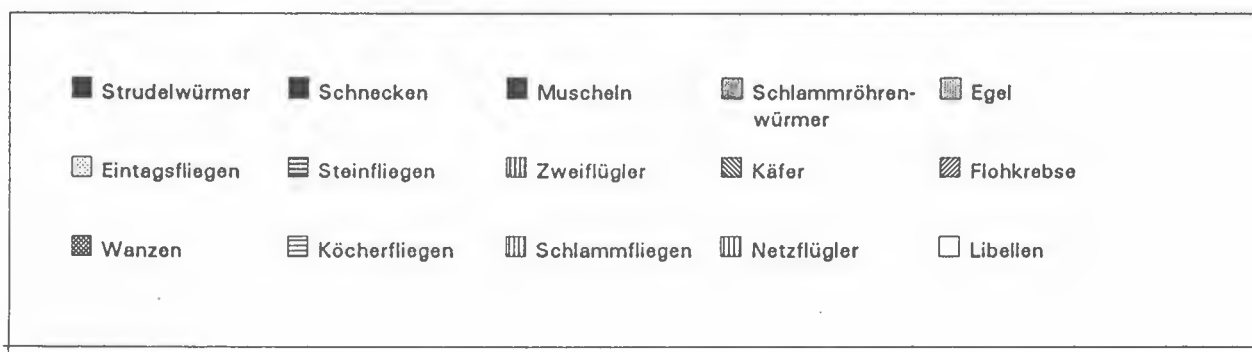 Strudelwürmer Schnecken Muscheln Schlammröhren- Egel
würmer
Eintagsfliegen Steinfliegen Zweiflügler Käfer Flohkrebse
Wanzen Köcherfliegen Schlammfliegen Netzflügler Libellen